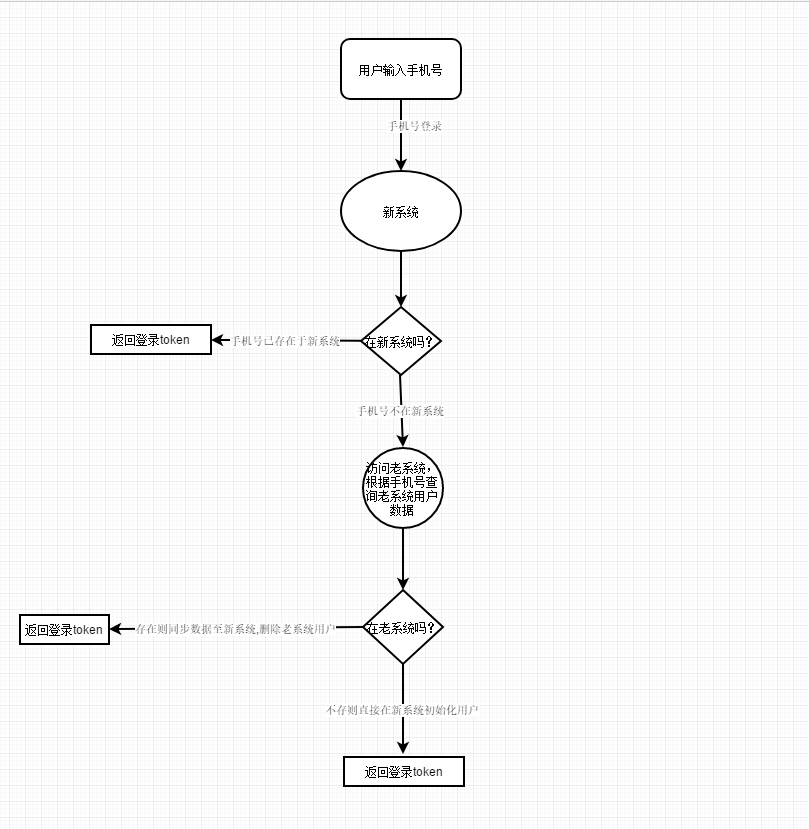 用户输入手机号
手机号登录
新系统
在新系统吗?
手机号已存在于新系统
返回登录token
手机号不在新系统
访问老系统，
根据手机号查
询老系统用户
数据
在老系统吗?
存在则同步数据至新系统,删除老系统用户
返回登录token
不存则直接在新系统初始化用户
返回登录token